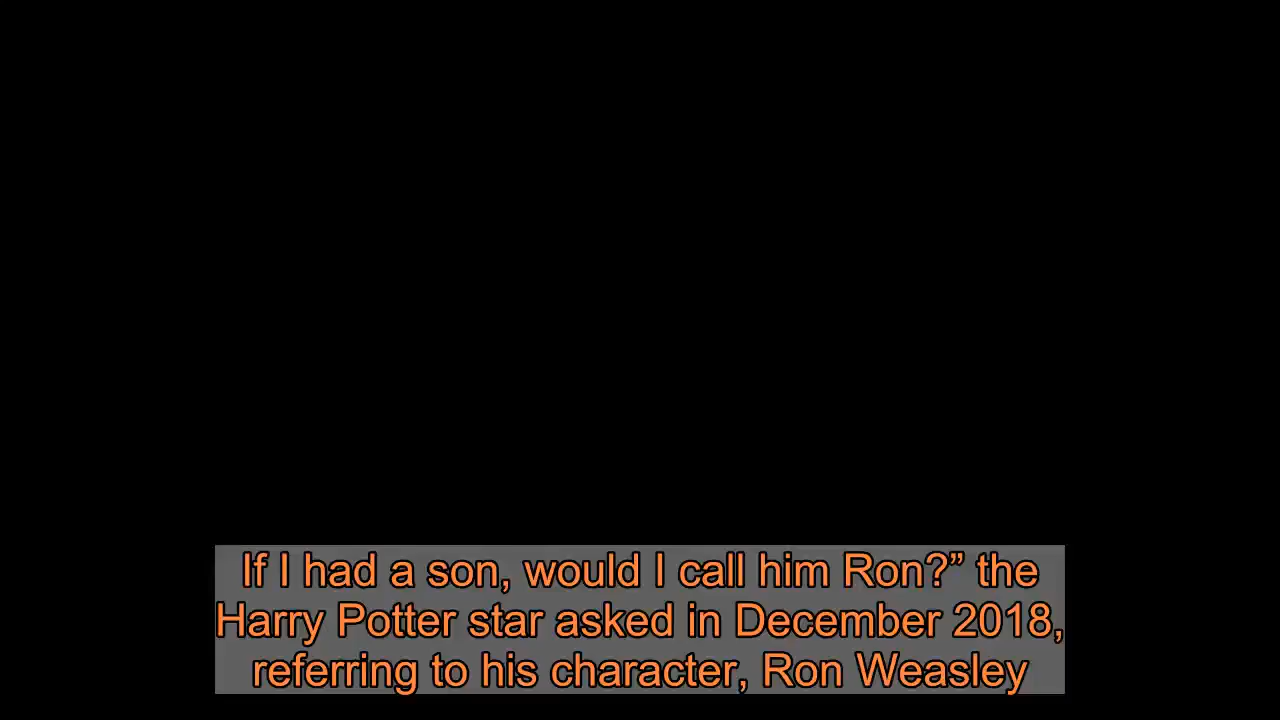 If I had a son, would I call him Ron?” the
Harry Potter star asked in December 2018,
referring to his character, Ron Weasley